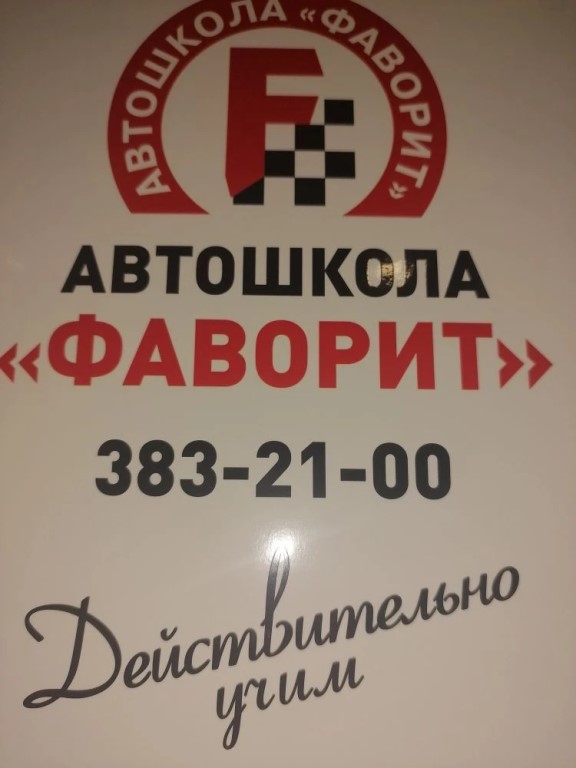 АВТОШКОЛА «ФАВОРИТ»
F
АВТОШКОЛА
«ФАВОРИТ»
383-21-00
Действительно
учим